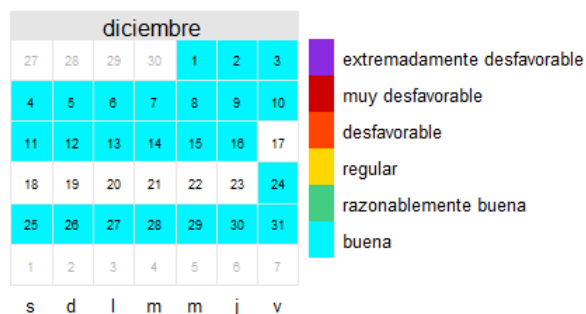 diciembre
27 28 29 30 1 2 3
4 5 6 7 8 9 10
11 12 13 14 15 16 17
18 19 20 21 22 23 24
25 26 27 28 29 30 31
1 2 3 4 5 6 7
s d l m m j v
extremadamente desfavorable
muy desfavorable
desfavorable
regular
razonablemente buena
buena